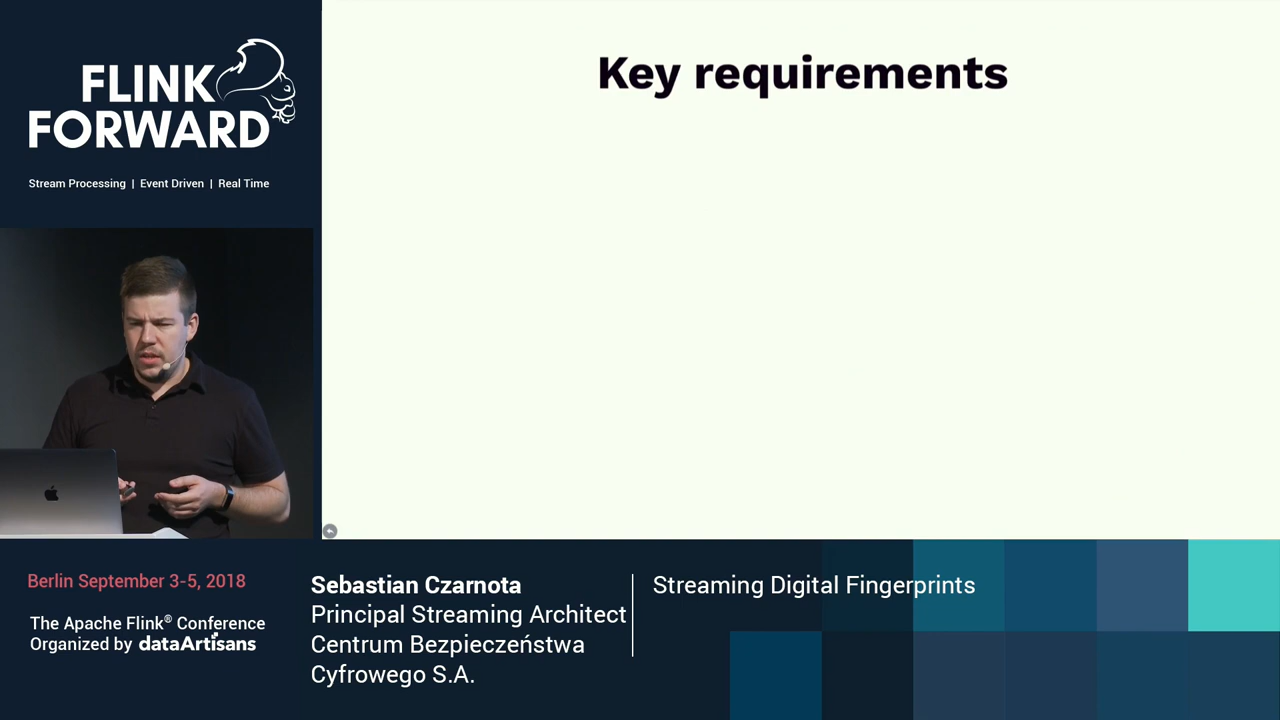 FLINK
FORWARD
Stream Processing | Event Driven | Real Time
Key requirements
Berlin September 3-5, 2018
The Apache Flink® Conference
Organized by dataArtisans
Sebastian Czarnota
Principal Streaming Architect
Centrum Bezpieczeństwa
Cyfrowego S.A.
Streaming Digital Fingerprints